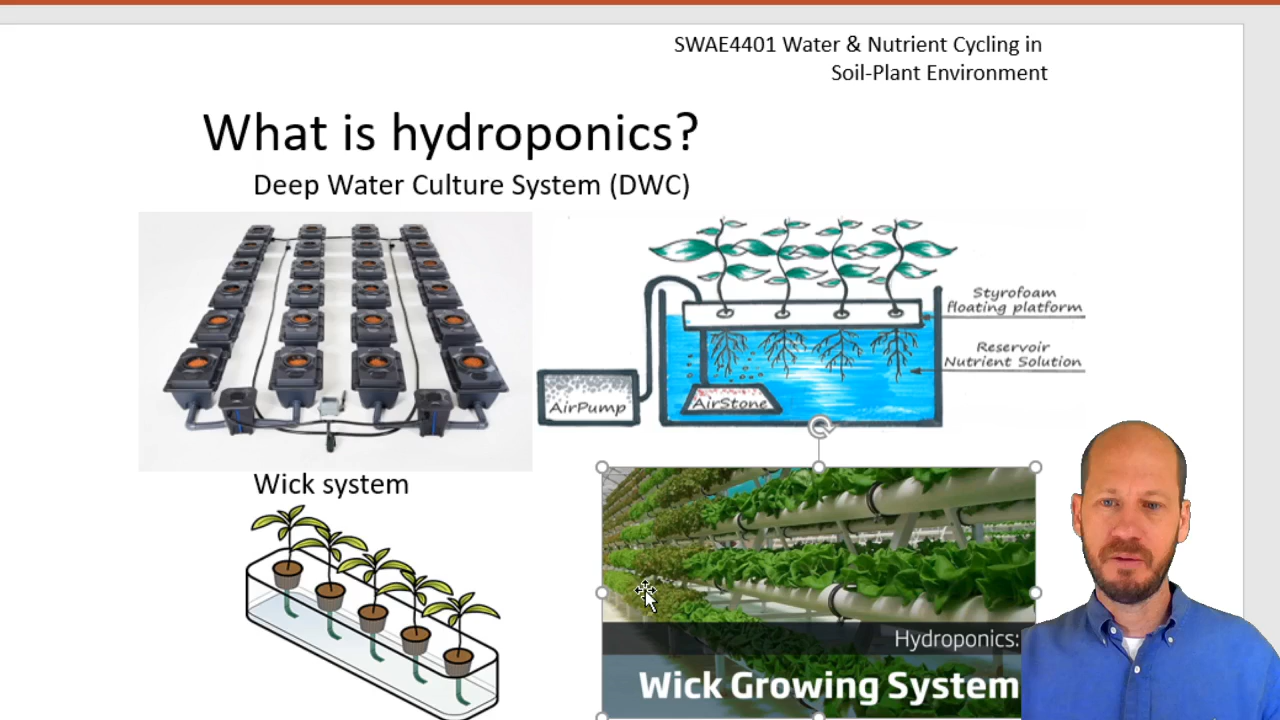 SWAE4401 Water & Nutrient Cycling in
Soil-Plant Environment
What is hydroponics?
Deep Water Culture System (DWC)
Styrofoam
floating platform
Reservoir
Nutrient Solution
AirPump
AirStone
Wick system
Hydroponics:
Wick Growing System